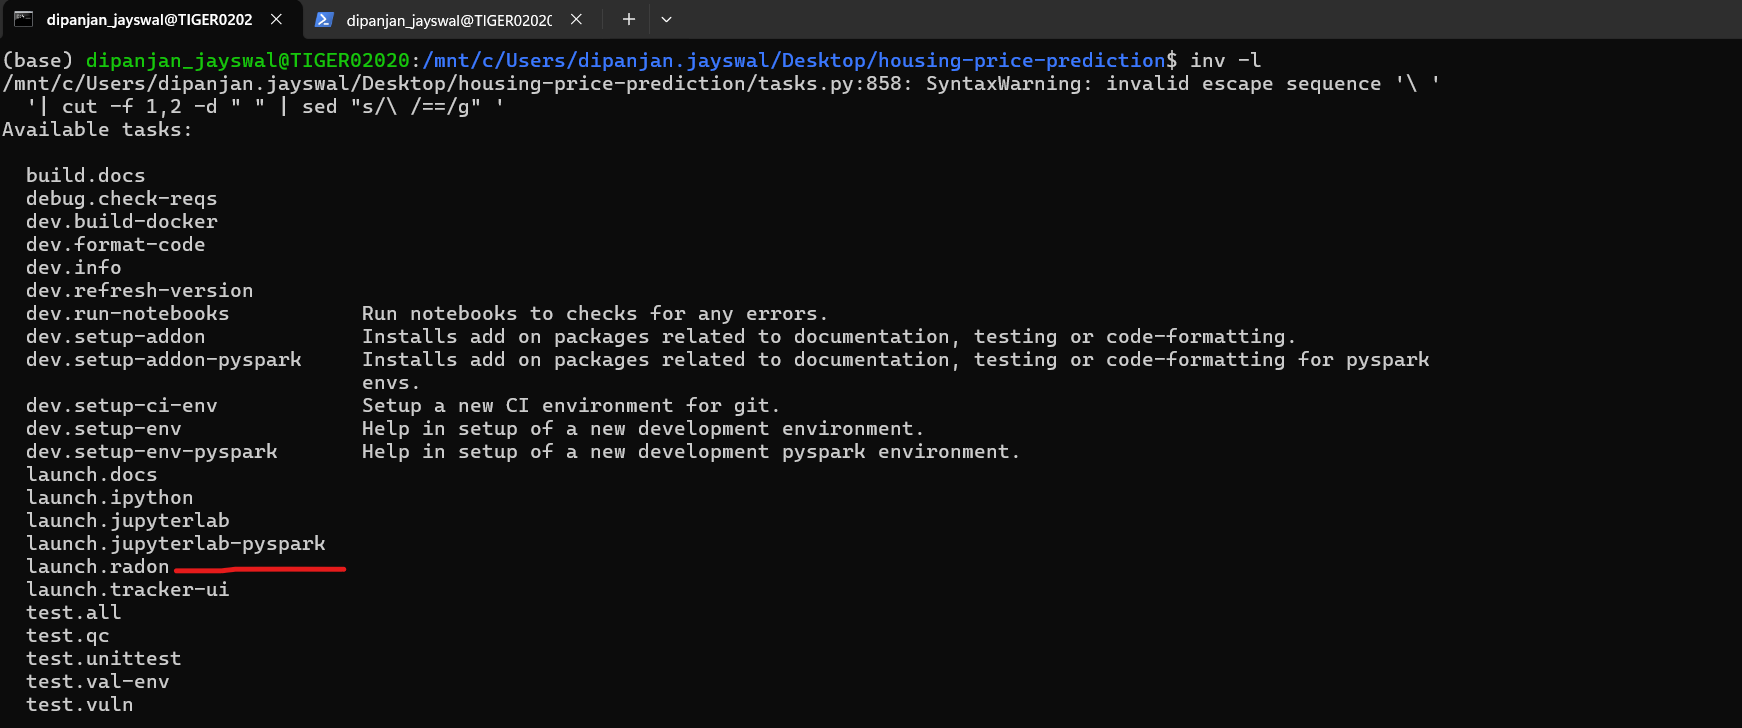 dipanjan_jayswal@TIGER0202
dipanjan_jayswal@TIGER0202(
(base) dipanjan_jayswal@TIGER02020:/mnt/c/Users/dipanjan.jayswal/Desktop/housing-price-prediction$ inv -l
/mnt/c/Users/dipanjan.jayswal/Desktop/housing-price-prediction/tasks.py:858: SyntaxWarning: invalid escape sequence '\ '
'| cut -f 1,2 -d " " | sed "s/\ /==/g" '
Available tasks:
build.docs
debug.check-reqs
dev.build-docker
dev.format-code
dev.info
dev.refresh-version
dev.run-notebooks Run notebooks to checks for any errors.
dev.setup-addon Installs add on packages related to documentation, testing or code-formatting.
dev.setup-addon-pyspark Installs add on packages related to documentation, testing or code-formatting for pyspark
envs.
dev.setup-ci-env Setup a new CI environment for git.
dev.setup-env Help in setup of a new development environment.
dev.setup-env-pyspark Help in setup of a new development pyspark environment.
launch.docs
launch.ipython
launch.jupyterlab
launch.jupyterlab-pyspark
launch.radon
launch.tracker-ui
test.all
test.qc
test.unittest
test.val-env
test.vuln